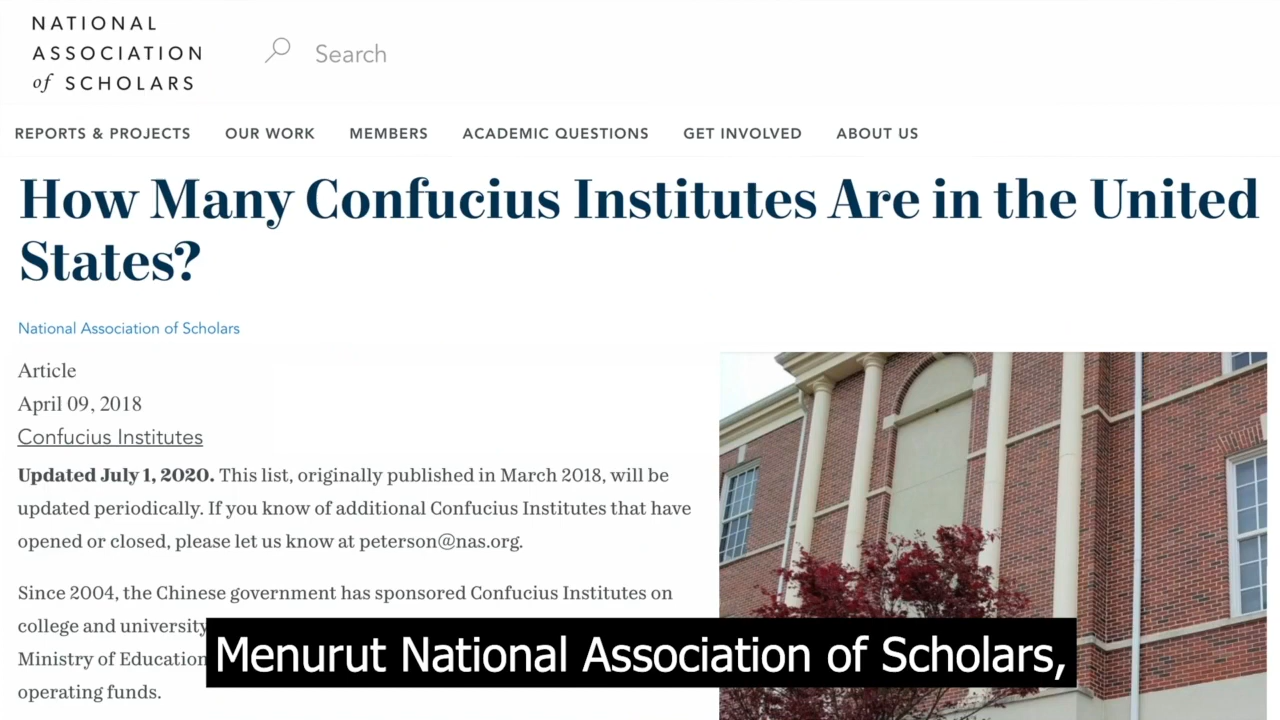 NATIONAL
ASSOCIATION
of SCHOLARS
Search
REPORTS & PROJECTS OUR WORK MEMBERS ACADEMIC QUESTIONS GET INVOLVED ABOUT US
How Many Confucius Institutes Are in the United
States?
National Association of Scholars
Article
April 09, 2018
Confucius Institutes
Updated July 1, 2020. This list, originally published in March 2018, will be
updated periodically. If you know of additional Confucius Institutes that have
opened or closed, please let us know at peterson@nas.org.
Since 2004, the Chinese government has sponsored Confucius Institutes on
college and university
Ministry of Education
operating funds.
Menurut National Association of Scholars,